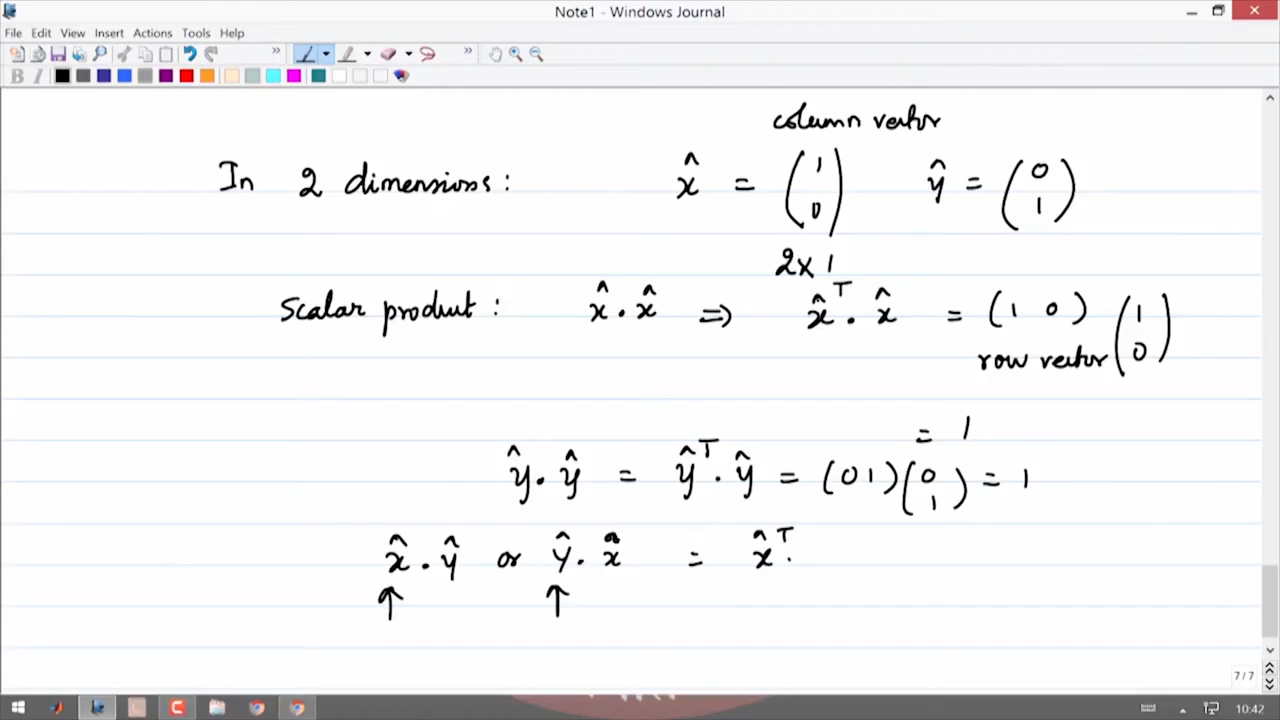 Note1 - Windows Journal
File Edit View Insert Actions Tools Help
B I
column vector
In 2 dimensions : x̂ = (1 0) ŷ = (0 1)
2×1
Scalar product : x̂ . x̂ ⇒ x̂ᵀ . x̂ = (1 0) (1 0)
row vector
= 1
ŷ . ŷ = ŷᵀ . ŷ = (0 1) (0 1) = 1
x̂ . ŷ or ŷ . x̂ = x̂ᵀ .
↑ ↑
7 / 7
10:42